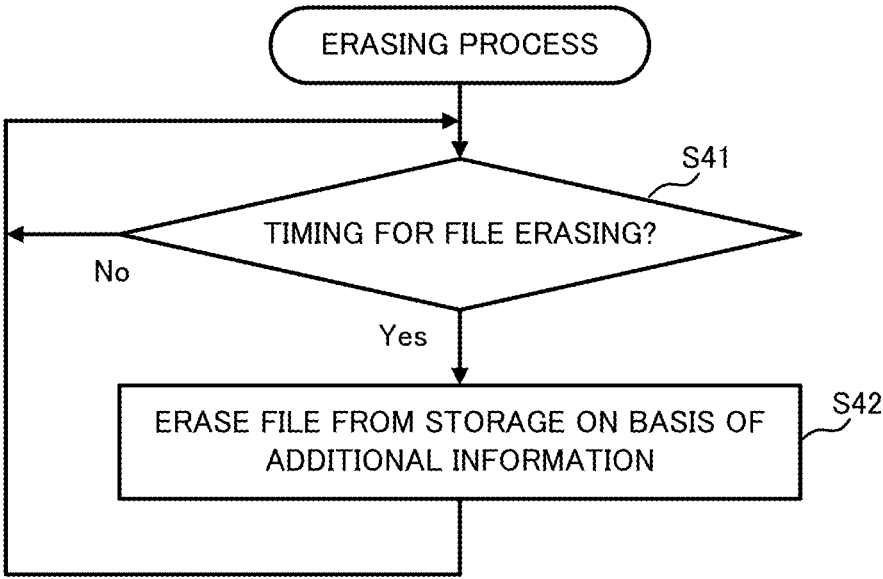 ERASING PROCESS
S41
TIMING FOR FILE ERASING?
No
Yes
S42
ERASE FILE FROM STORAGE ON BASIS OF
ADDITIONAL INFORMATION